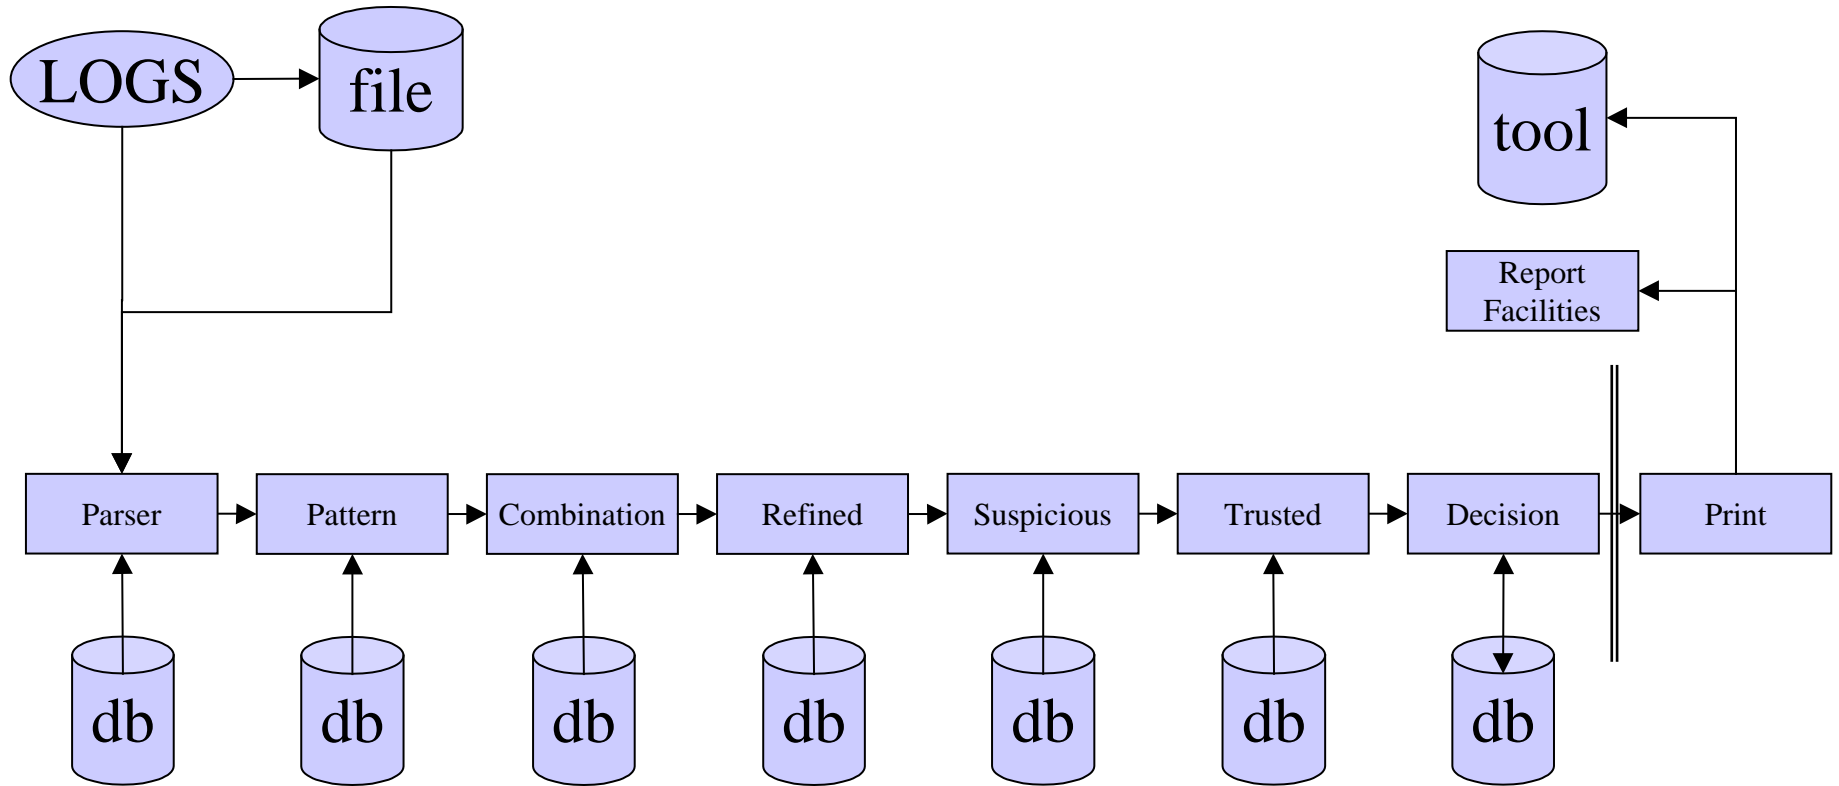 LOGS
file
tool
Report
Facilities
Parser
Pattern
Combination
Refined
Suspicious
Trusted
Decision
Print
db
db
db
db
db
db
db